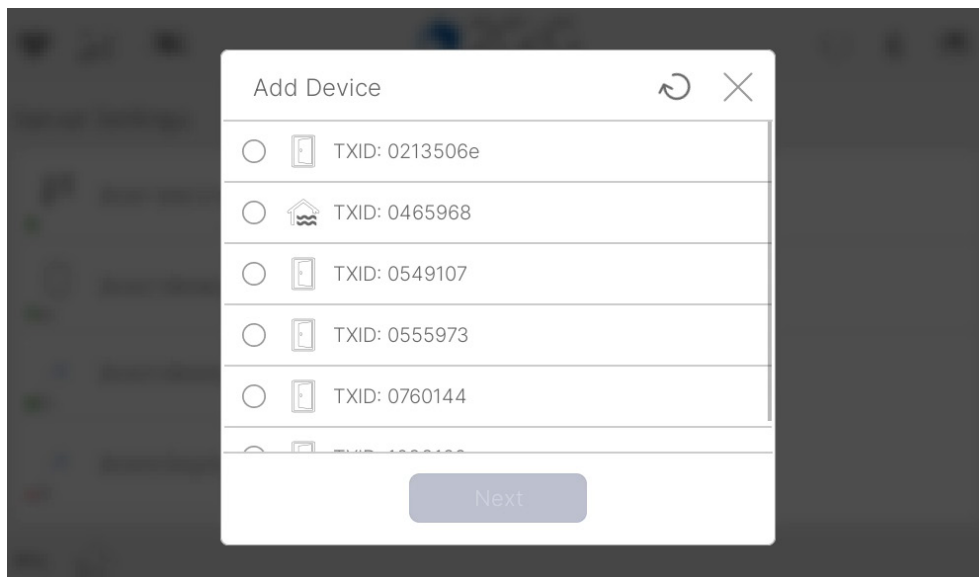 Add Device
TXID: 0213506e
TXID: 0465968
TXID: 0549107
TXID: 0555973
TXID: 0760144
Next